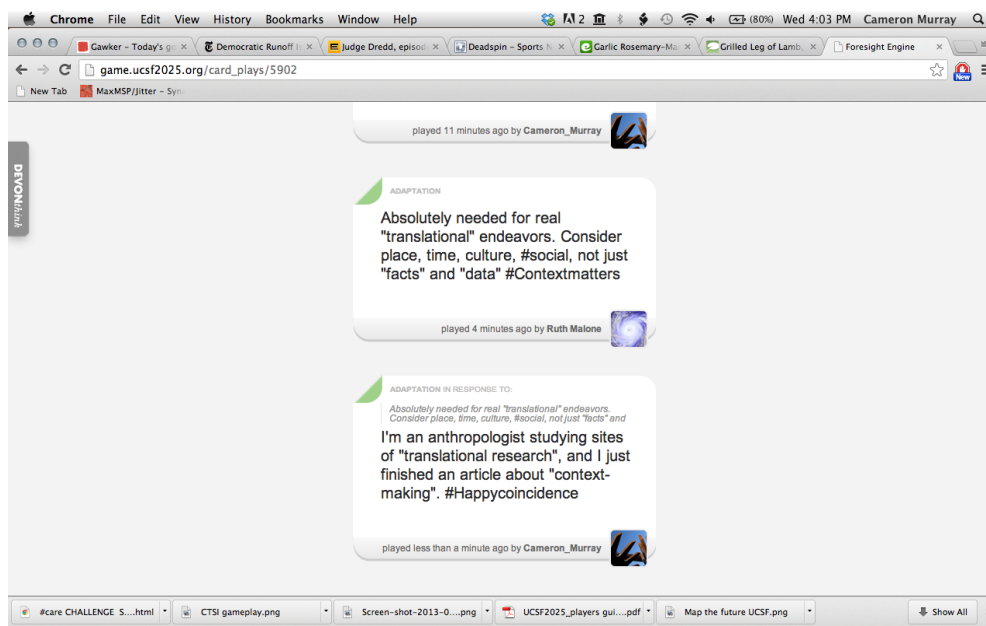 Chrome File Edit View History Bookmarks Window Help 2 (80%) Wed 4:03 PM Cameron Murray
Gawker – Today's g Democratic Runoff I Judge Dredd, episod Deadspin – Sports N Garlic Rosemary-Ma Grilled Leg of Lamb, Foresight Engine
game.ucsf2025.org/card_plays/5902
New
New Tab MaxMSP/Jitter – Syn
played 11 minutes ago by Cameron_Murray
DEVONthink
ADAPTATION
Absolutely needed for real
"translational" endeavors. Consider
place, time, culture, #social, not just
"facts" and "data" #Contextmatters
played 4 minutes ago by Ruth Malone
ADAPTATION IN RESPONSE TO:
Absolutely needed for real "translational" endeavors.
Consider place, time, culture, #social, not just "facts" and
I'm an anthropologist studying sites
of "translational research", and I just
finished an article about "context-
making". #Happycoincidence
played less than a minute ago by Cameron_Murray
#care CHALLENGE S....html CTSI gameplay.png Screen-shot-2013-0....png UCSF2025_players gui....pdf Map the future UCSF.png Show All